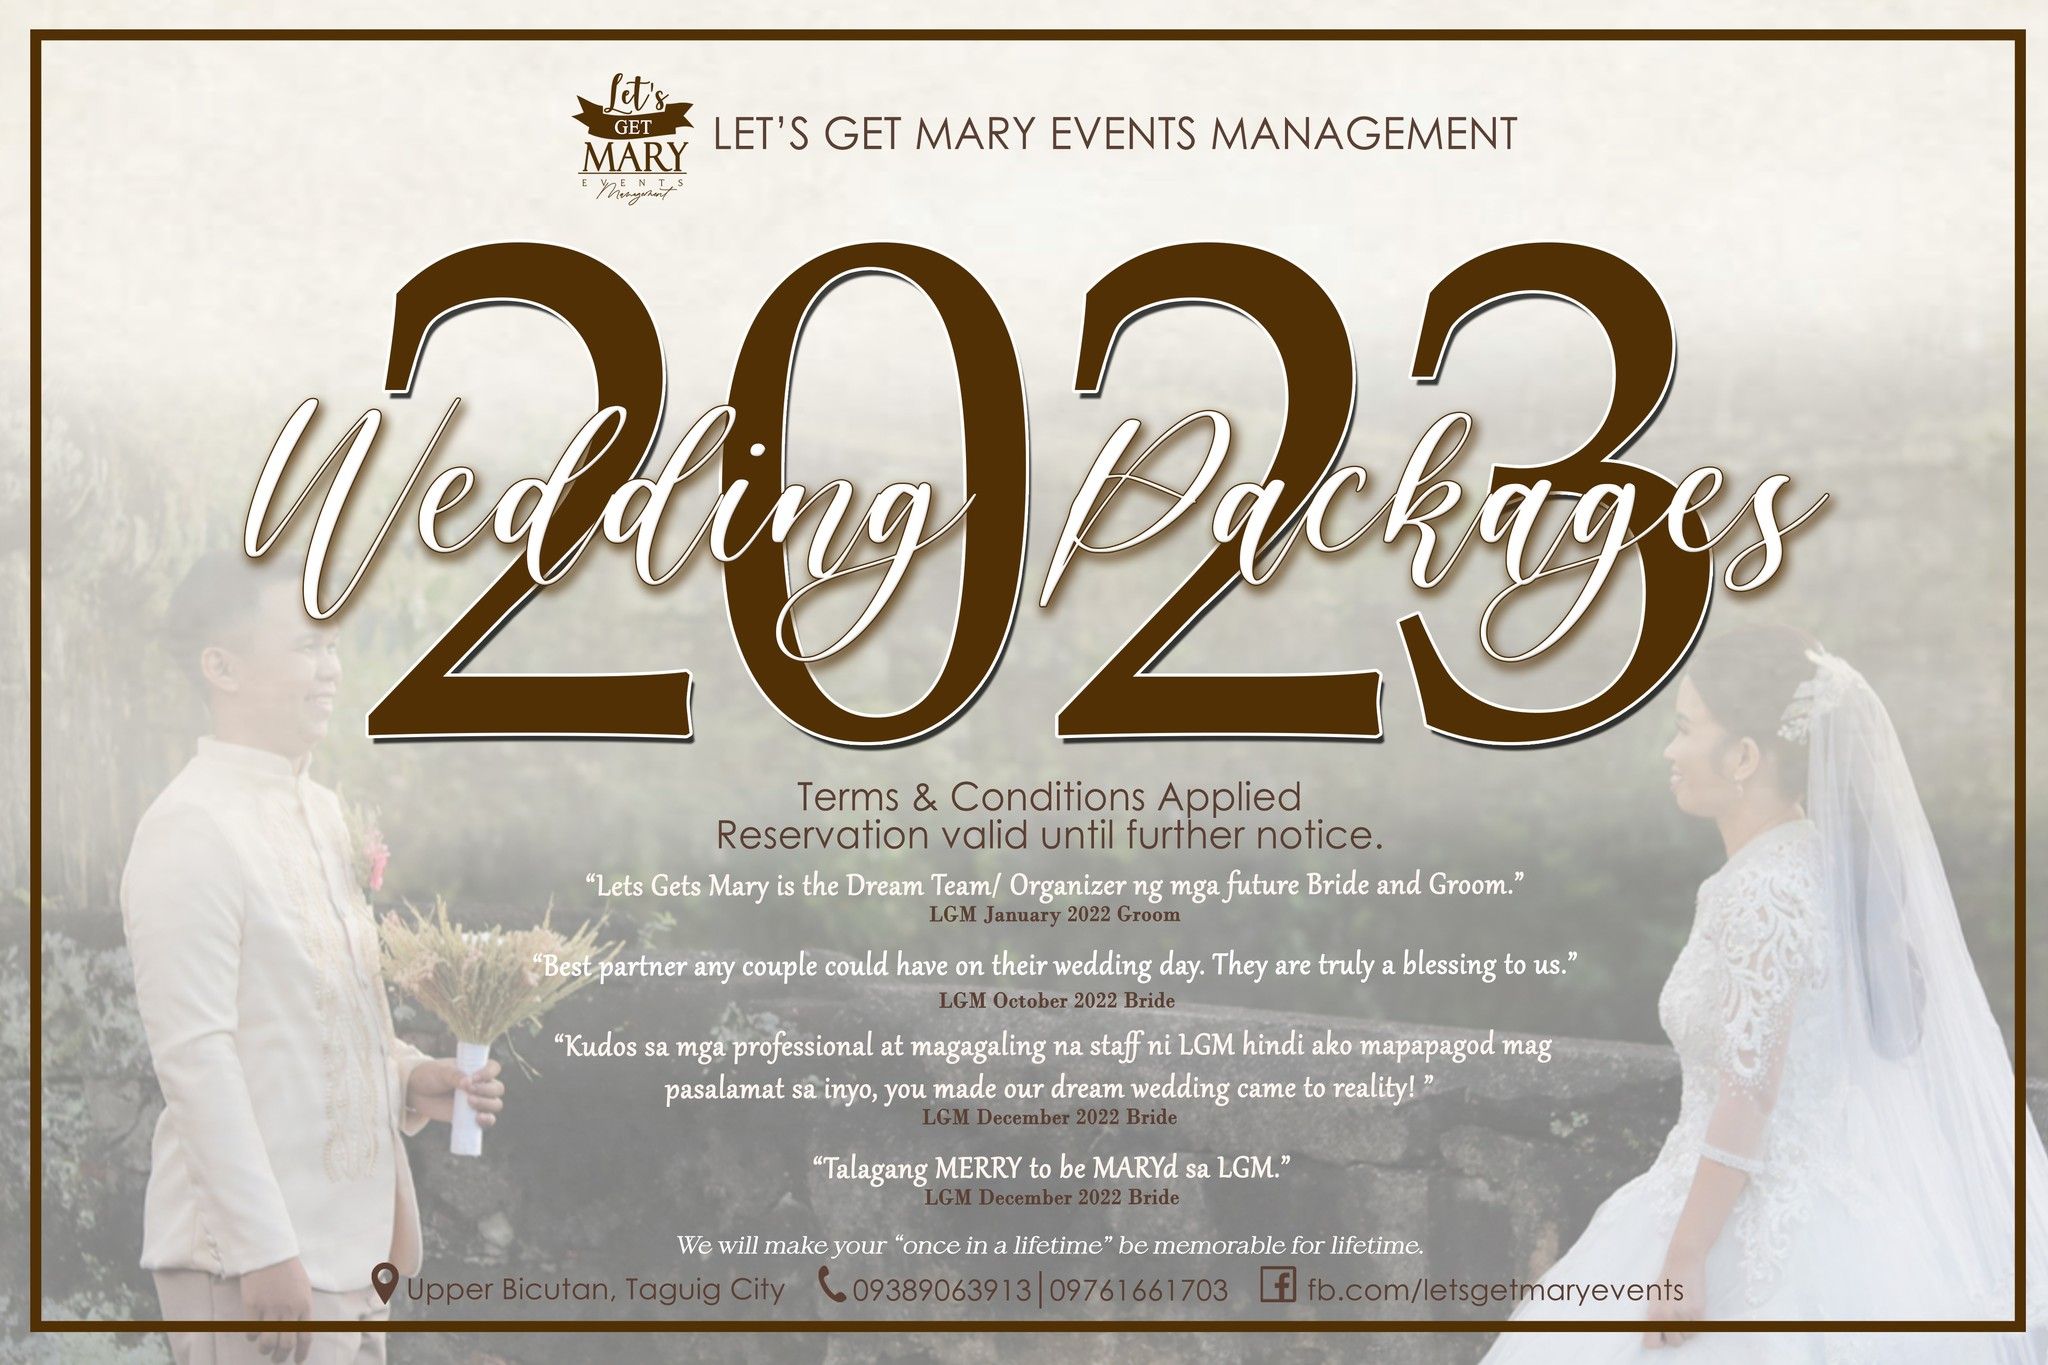 Let's
GET
MARY
EVENTS
Management
LET'S GET MARY EVENTS MANAGEMENT
2023
Wedding Packages
Terms & Conditions Applied
Reservation valid until further notice.
“Lets Gets Mary is the Dream Team/ Organizer ng mga future Bride and Groom.”
LGM January 2022 Groom
“Best partner any couple could have on their wedding day. They are truly a blessing to us.”
LGM October 2022 Bride
“Kudos sa mga professional at magagaling na staff ni LGM hindi ako mapapagod mag
pasalamat sa inyo, you made our dream wedding came to reality! ”
LGM December 2022 Bride
“Talagang MERRY to be MARYd sa LGM.”
LGM December 2022 Bride
We will make your “once in a lifetime” be memorable for lifetime.
Upper Bicutan, Taguig City 09389063913|09761661703 fb.com/letsgetmaryevents